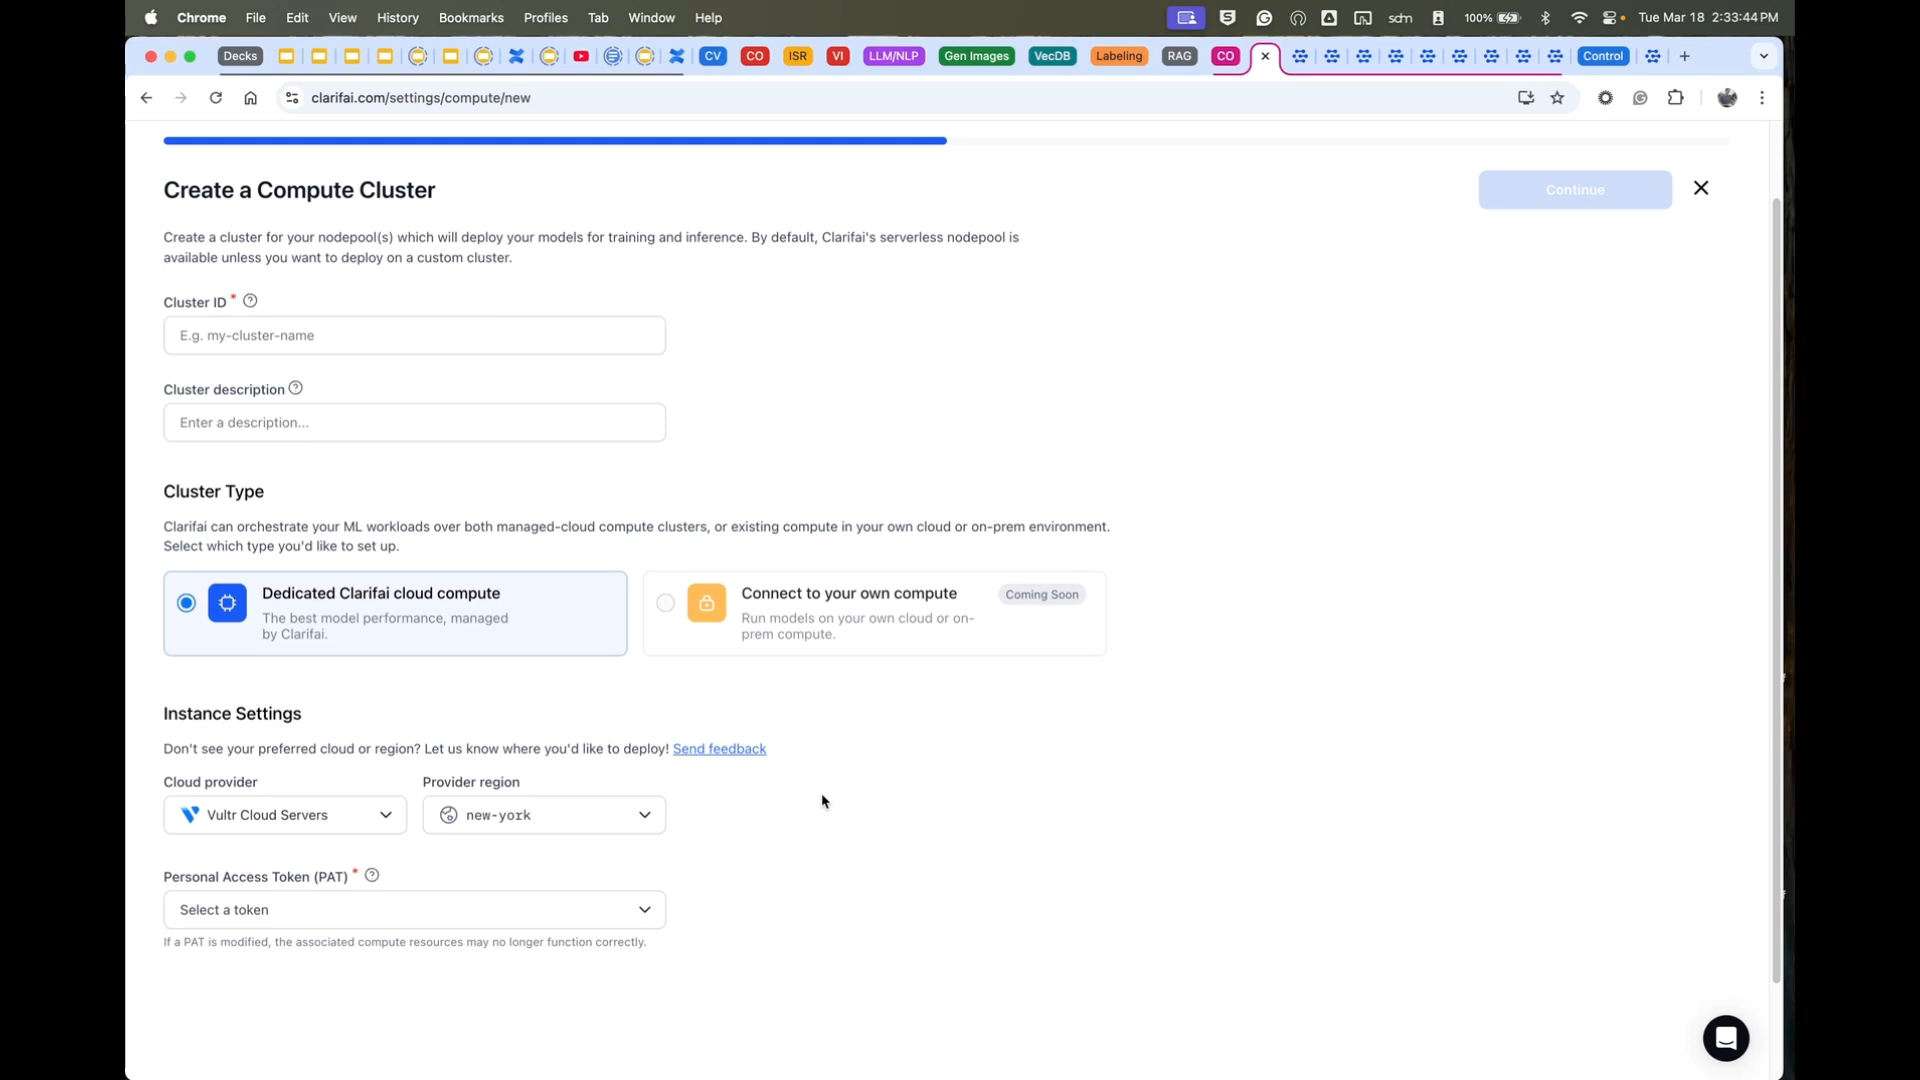 Chrome File Edit View History Bookmarks Profiles Tab Window Help
sdm 100% Tue Mar 18 2:33:44 PM
Decks CV CO ISR VI LLM/NLP Gen Images VecDB Labeling RAG CO Control
clarifai.com/settings/compute/new
Create a Compute Cluster
Continue
Create a cluster for your nodepool(s) which will deploy your models for training and inference. By default, Clarifai's serverless nodepool is
available unless you want to deploy on a custom cluster.
Cluster ID *
E.g. my-cluster-name
Cluster description
Enter a description...
Cluster Type
Clarifai can orchestrate your ML workloads over both managed-cloud compute clusters, or existing compute in your own cloud or on-prem environment.
Select which type you'd like to set up.
Dedicated Clarifai cloud compute
The best model performance, managed
by Clarifai.
Connect to your own compute
Coming Soon
Run models on your own cloud or on-
prem compute.
Instance Settings
Don't see your preferred cloud or region? Let us know where you'd like to deploy! Send feedback
Cloud provider
Provider region
Vultr Cloud Servers
new-york
Personal Access Token (PAT) *
Select a token
If a PAT is modified, the associated compute resources may no longer function correctly.